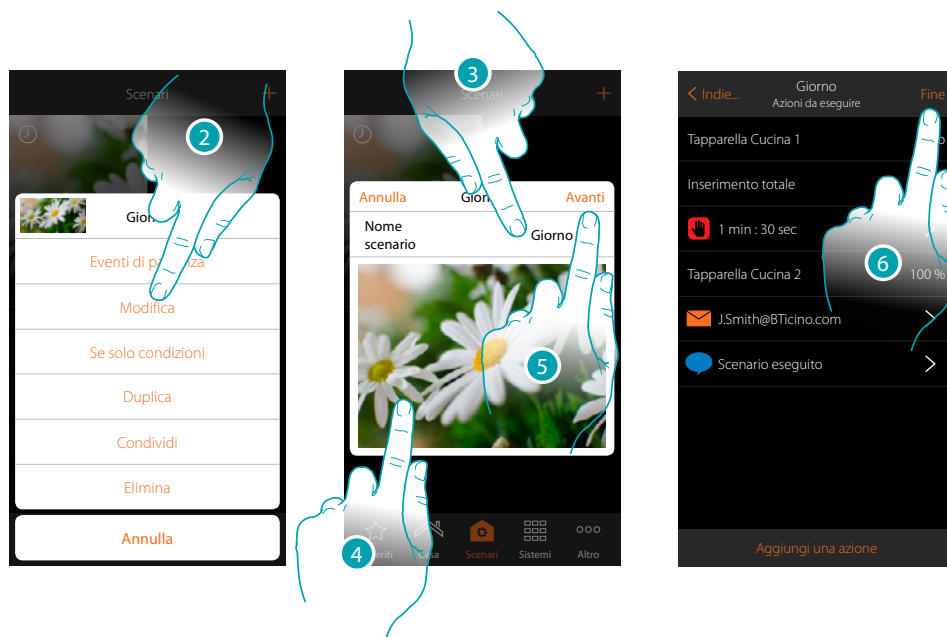 Scenari
2
Eventi di
Modifica
Se solo condizioni
Duplica
Condividi
Elimina
Annulla
3
Scenari
Annulla
Avanti
Nome
scenario
Giorno
5
4
Casa
Scenari
Sistemi
Altro
< Indie...
Giorno
Azioni da eseguire
Fine
Tapparella Cucina 1
Inserimento totale
1 min : 30 sec
Tapparella Cucina 2
100 %
6
J.Smith@BTicino.com
Scenario eseguito
Aggiungi una azione